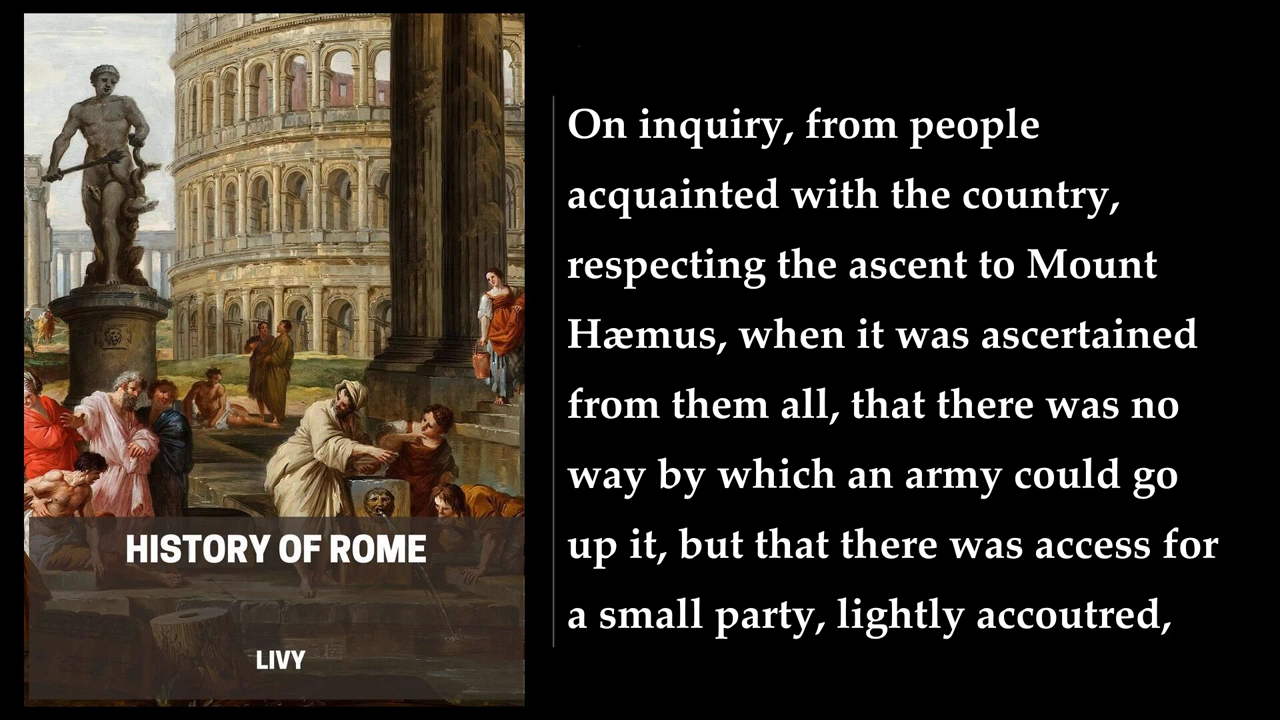 HISTORY OF ROME
LIVY
On inquiry, from people
acquainted with the country,
respecting the ascent to Mount
Hæmus, when it was ascertained
from them all, that there was no
way by which an army could go
up it, but that there was access for
a small party, lightly accoutred,